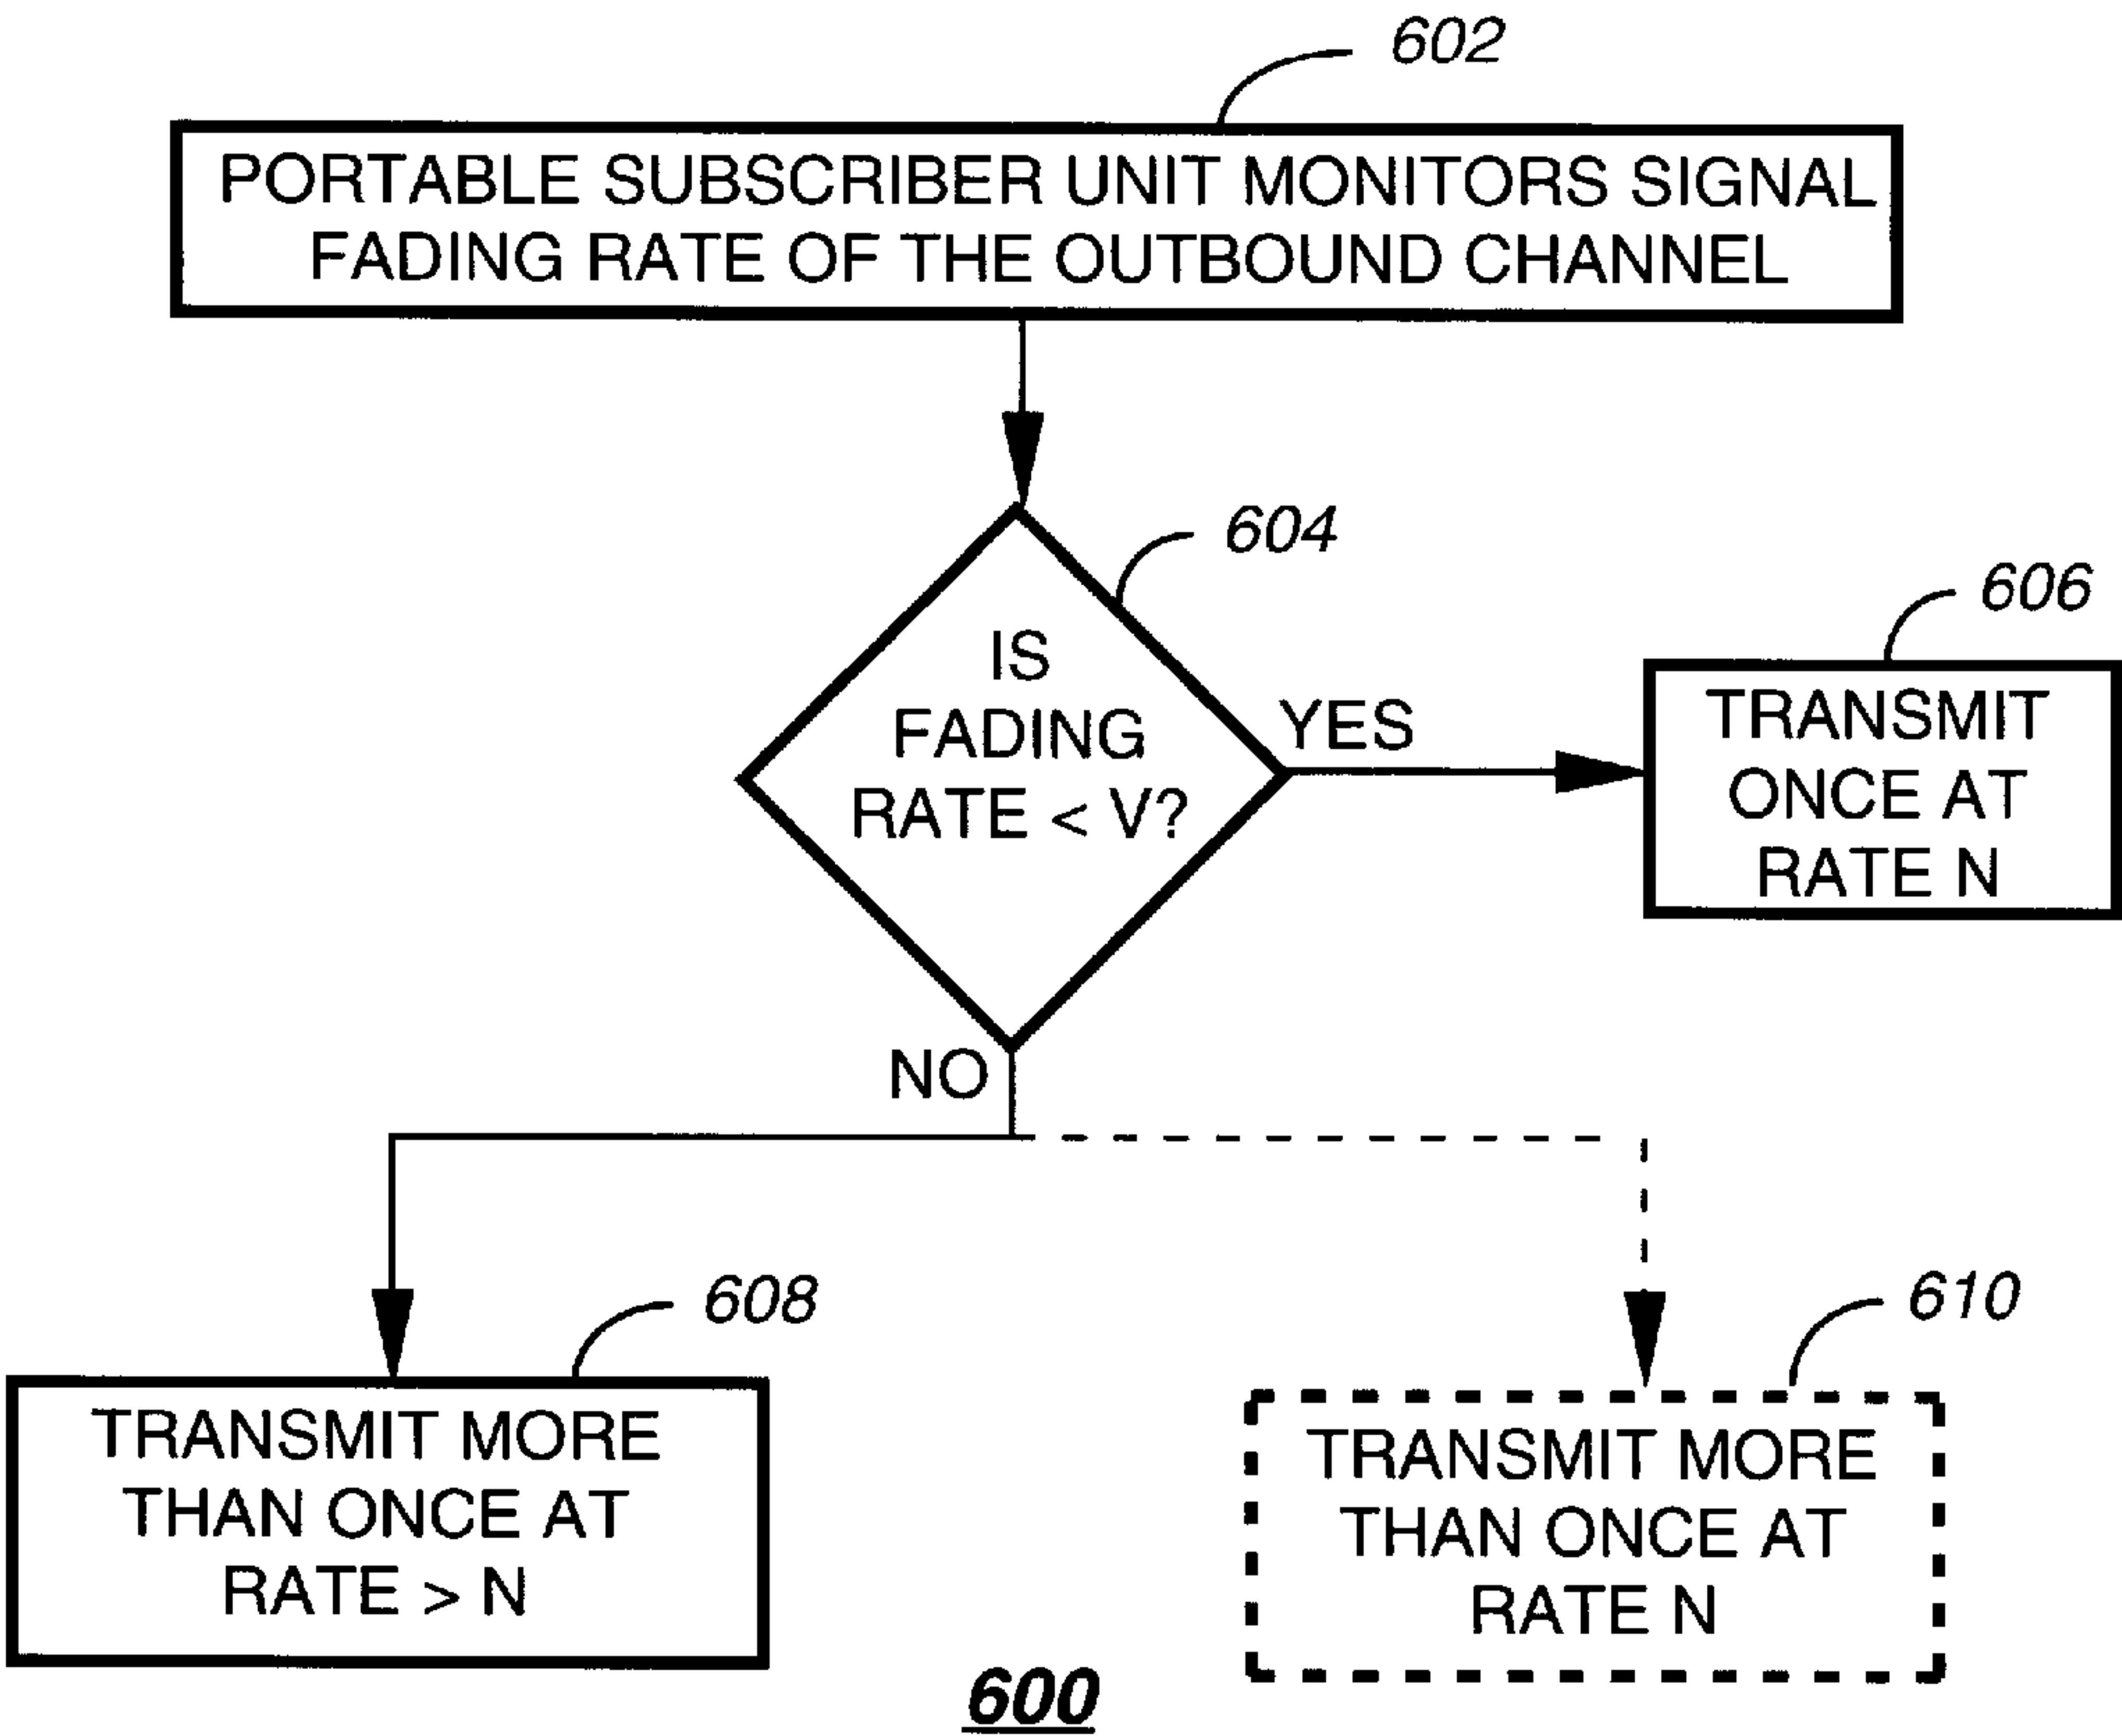 602
PORTABLE SUBSCRIBER UNIT MONITORS SIGNAL
FADING RATE OF THE OUTBOUND CHANNEL
604
IS
FADING
RATE < V?
YES
606
TRANSMIT
ONCE AT
RATE N
NO
608
TRANSMIT MORE
THAN ONCE AT
RATE > N
610
TRANSMIT MORE
THAN ONCE AT
RATE N
600